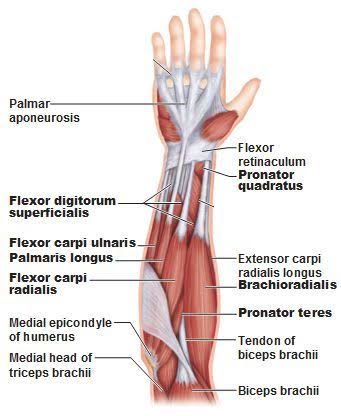 Palmar
aponeurosis
Flexor
retinaculum
Pronator
quadratus
Flexor digitorum
superficialis
Flexor carpi ulnaris
Palmaris longus
Flexor carpi
radialis
Extensor carpi
radialis longus
Brachioradialis
Pronator teres
Medial epicondyle
of humerus
Tendon of
biceps brachii
Medial head of
triceps brachii
Biceps brachii